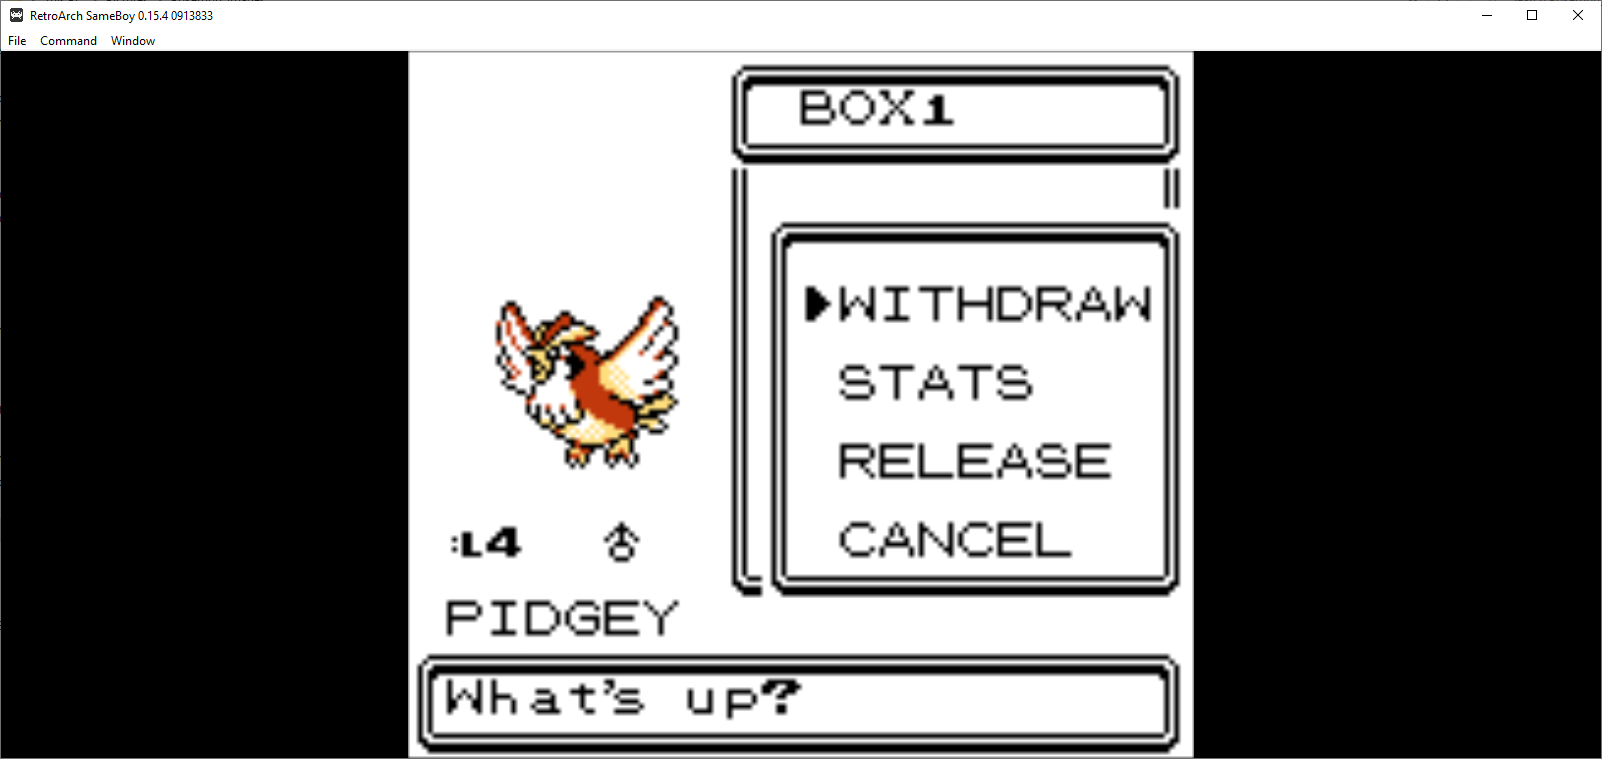 RetroArch SameBoy 0.15.4 0913833
File Command Window
BOX1
▶WITHDRAW
STATS
RELEASE
CANCEL
:L4 ♂
PIDGEY
What's up?